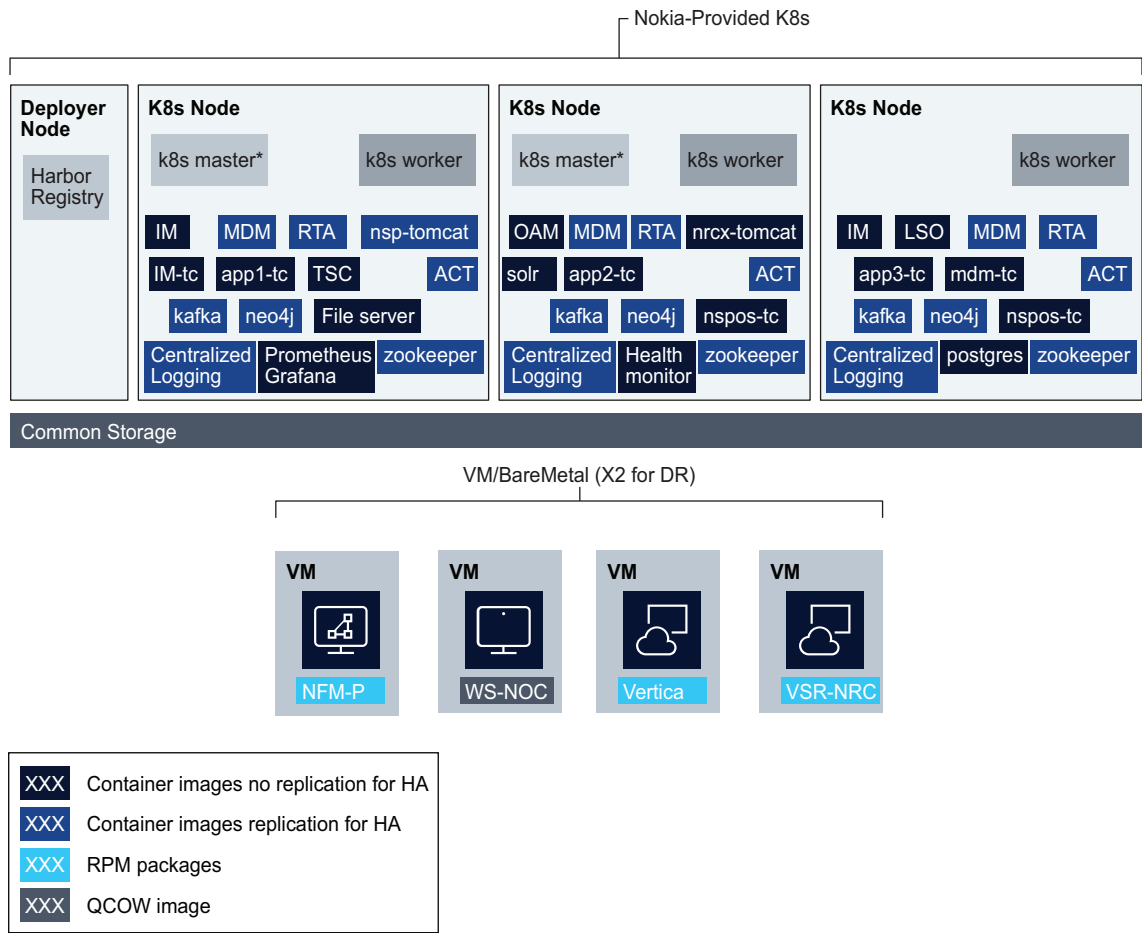 Nokia-Provided K8s
Deployer
Node
Harbor
Registry
K8s Node
k8s master*
k8s worker
IM
MDM
RTA
nsp-tomcat
IM-tc
app1-tc
TSC
ACT
kafka
neo4j
File server
Centralized
Logging
Prometheus
Grafana
zookeeper
K8s Node
k8s master*
k8s worker
OAM
MDM
RTA
nrcx-tomcat
solr
app2-tc
ACT
kafka
neo4j
nspos-tc
Centralized
Logging
Health
monitor
zookeeper
K8s Node
k8s worker
IM
LSO
MDM
RTA
app3-tc
mdm-tc
ACT
kafka
neo4j
nspos-tc
Centralized
Logging
postgres
zookeeper
Common Storage
VM/BareMetal (X2 for DR)
VM
NFM-P
VM
WS-NOC
VM
Vertica
VM
VSR-NRC
XXX Container images no replication for HA
XXX Container images replication for HA
XXX RPM packages
XXX QCOW image